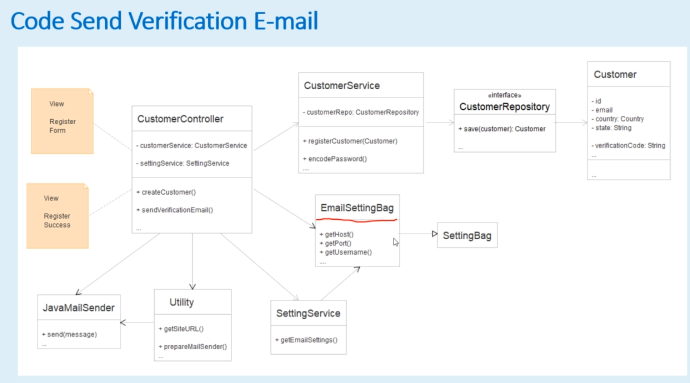 Code Send Verification E-mail
View
Register
Form
View
Register
Success
CustomerController
- customerService: CustomerService
- settingService: SettingService
+ createCustomer()
+ sendVerificationEmail()
...
CustomerService
- customerRepo: CustomerRepository
+ registerCustomer(Customer)
+ encodePassword()
....
«interface»
CustomerRepository
+ save(customer): Customer
...
Customer
- id
- email
- country: Country
- state: String
- verificationCode: String
...
...
EmailSettingBag
+ getHost()
+ getPort()
+ getUsername()
....
SettingBag
JavaMailSender
+ send(message)
...
Utility
+ getSiteURL()
+ prepareMailSender()
...
SettingService
+ getEmailSettings()